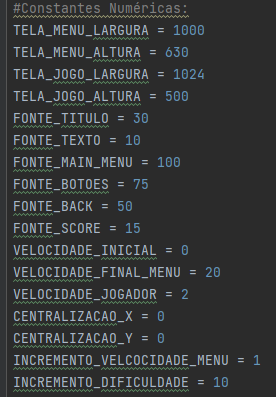 #Constantes Numéricas:
TELA_MENU_LARGURA = 1000
TELA_MENU_ALTURA = 630
TELA_JOGO_LARGURA = 1024
TELA_JOGO_ALTURA = 500
FONTE_TITULO = 30
FONTE_TEXTO = 10
FONTE_MAIN_MENU = 100
FONTE_BOTOES = 75
FONTE_BACK = 50
FONTE_SCORE = 15
VELOCIDADE_INICIAL = 0
VELOCIDADE_FINAL_MENU = 20
VELOCIDADE_JOGADOR = 2
CENTRALIZACAO_X = 0
CENTRALIZACAO_Y = 0
INCREMENTO_VELCOCIDADE_MENU = 1
INCREMENTO_DIFICULDADE = 10